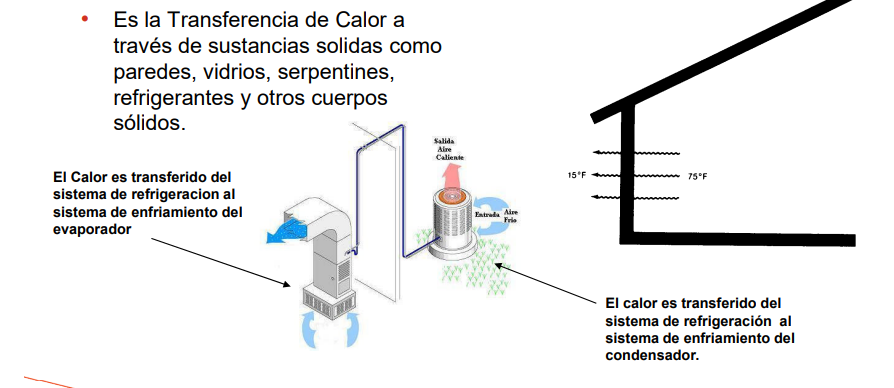 • Es la Transferencia de Calor a
través de sustancias solidas como
paredes, vidrios, serpentines,
refrigerantes y otros cuerpos
sólidos.
Salida
Aire
Caliente
El Calor es transferido del
sistema de refrigeracion al
sistema de enfriamiento del
evaporador
15°F
75°F
Entrada Aire
Frio
El calor es transferido del
sistema de refrigeración al
sistema de enfriamiento del
condensador.